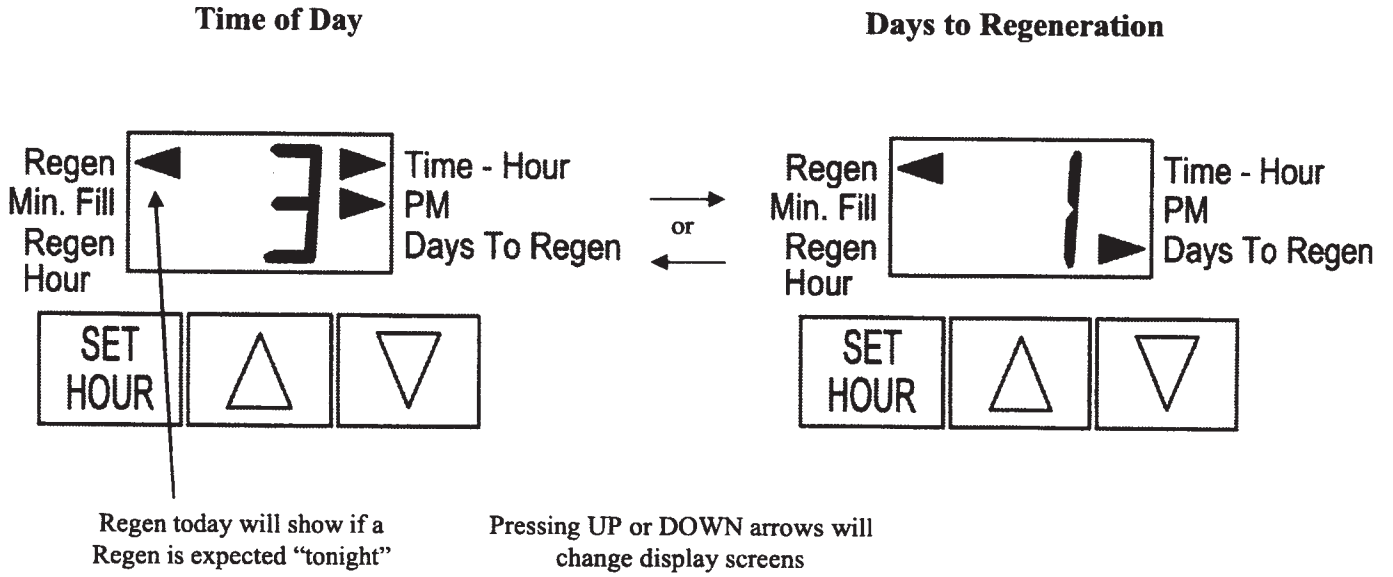 Time of Day
Days to Regeneration
Regen
Min. Fill
Regen
Hour
3
Time - Hour
PM
Days To Regen
or
Regen
Min. Fill
Regen
Hour
1
Time - Hour
PM
Days To Regen
SET
HOUR
SET
HOUR
Regen today will show if a
Regen is expected “tonight”
Pressing UP or DOWN arrows will
change display screens